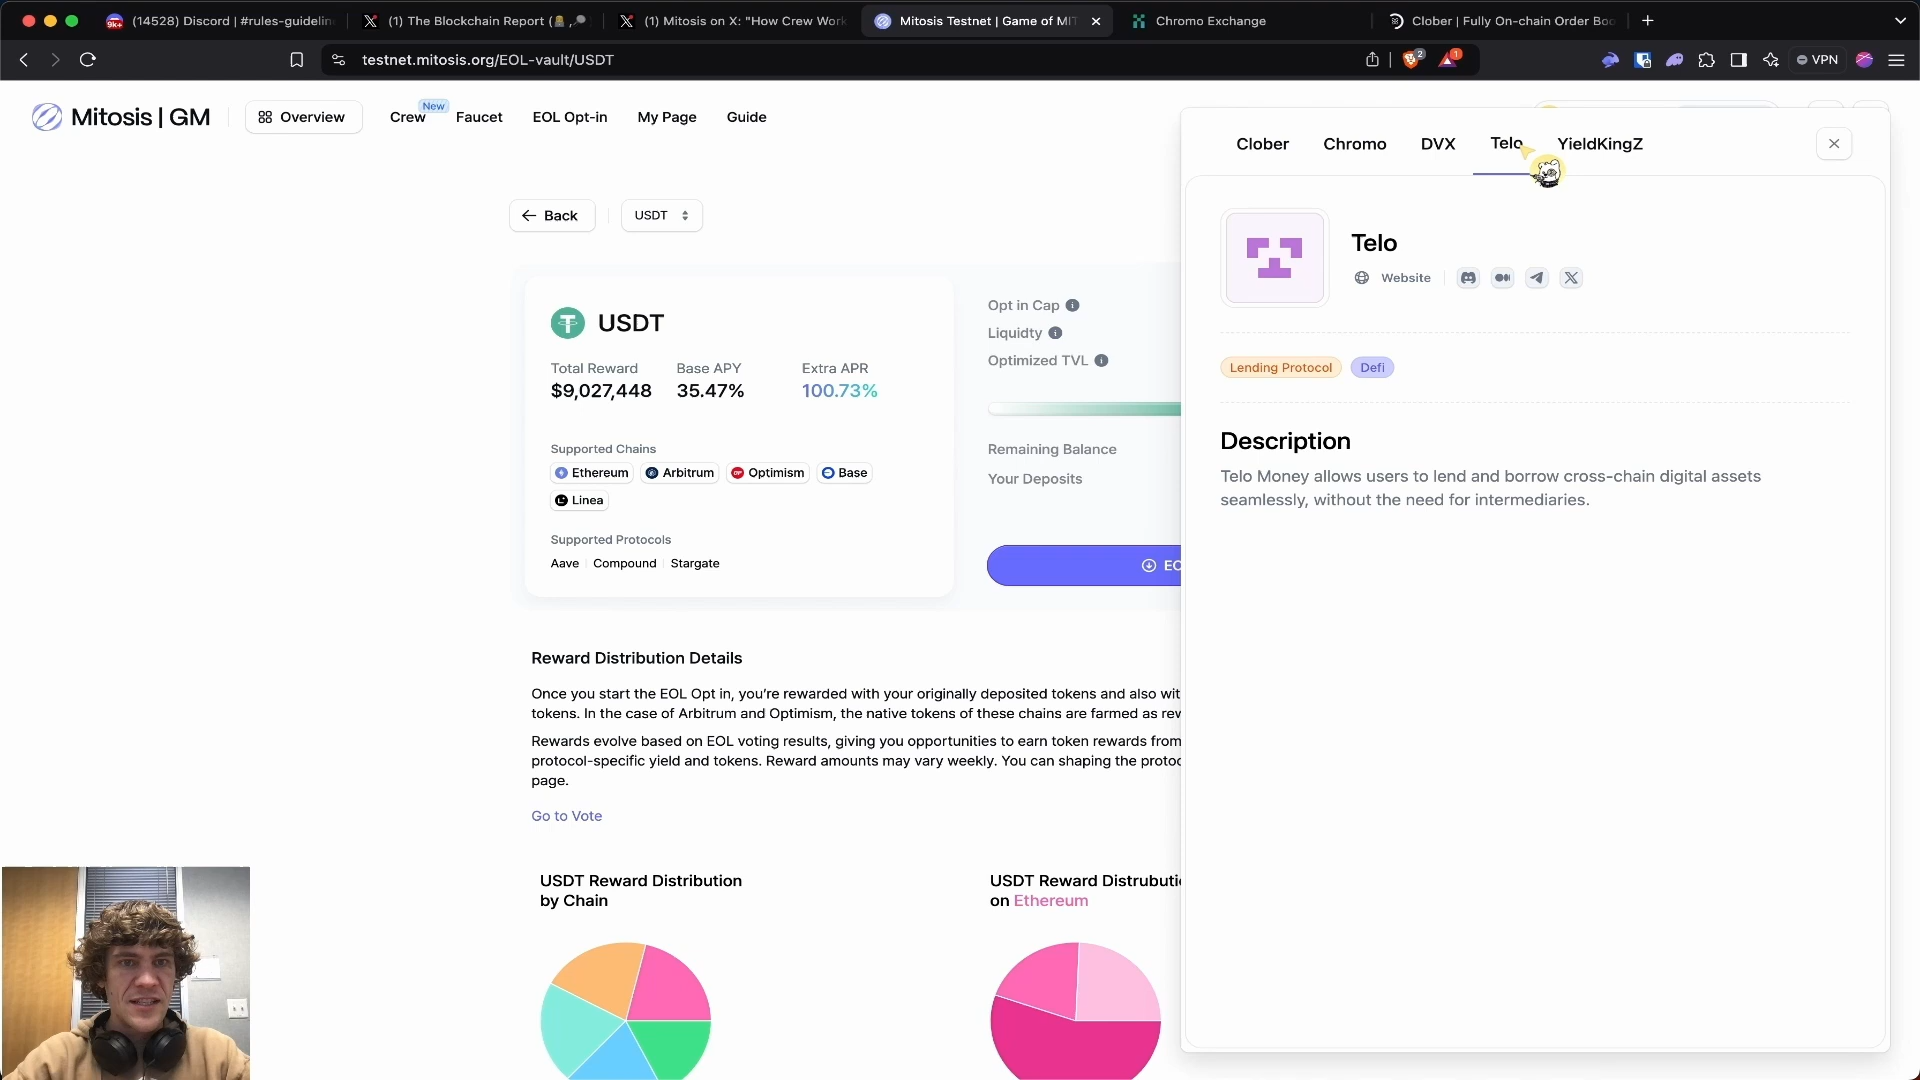 (14528) Discord | #rules-guidelin
(1) The Blockchain Report (
(1) Mitosis on X: "How Crew Work
Mitosis Testnet | Game of MIT
Chromo Exchange
Clober | Fully On-chain Order Boo
testnet.mitosis.org/EOL-vault/USDT
2
1
VPN
Mitosis | GM
Overview
Crew
New
Faucet
EOL Opt-in
My Page
Guide
Clober
Chromo
DVX
Telo
YieldKingZ
Back
USDT
Telo
Website
USDT
Opt in Cap
Liquidty
Optimized TVL
Total Reward
Base APY
Extra APR
$9,027,448
35.47%
100.73%
Lending Protocol
Defi
Description
Telo Money allows users to lend and borrow cross-chain digital assets
seamlessly, without the need for intermediaries.
Supported Chains
Ethereum
Arbitrum
Optimism
Base
Linea
Remaining Balance
Your Deposits
Supported Protocols
Aave
Compound
Stargate
EO
Reward Distribution Details
Once you start the EOL Opt in, you're rewarded with your originally deposited tokens and also wit
tokens. In the case of Arbitrum and Optimism, the native tokens of these chains are farmed as rew
Rewards evolve based on EOL voting results, giving you opportunities to earn token rewards from
protocol-specific yield and tokens. Reward amounts may vary weekly. You can shaping the protoc
page.
Go to Vote
USDT Reward Distribution
by Chain
USDT Reward Distrubuti
on Ethereum